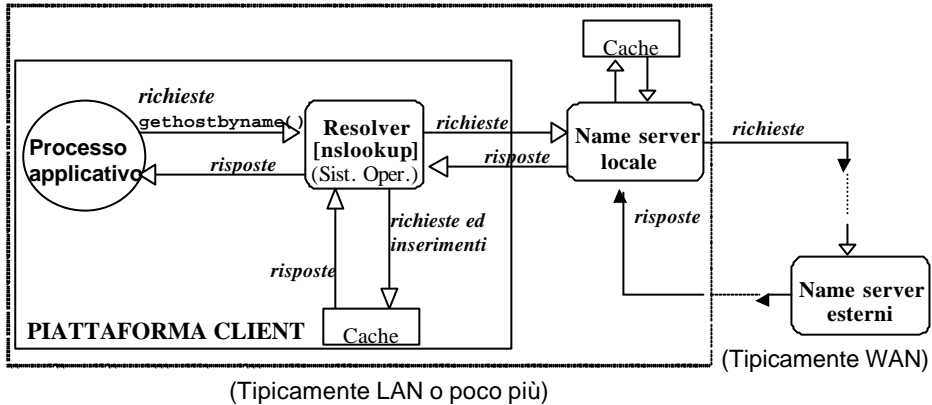 Cache
richieste
gethostbyname()
Processo
applicativo
risposte
Resolver
[nslookup]
(Sist. Oper.)
richieste
risposte
Name server
locale
richieste
risposte
richieste ed
inserimenti
risposte
Cache
PIATTAFORMA CLIENT
Name server
esterni
(Tipicamente WAN)
(Tipicamente LAN o poco più)